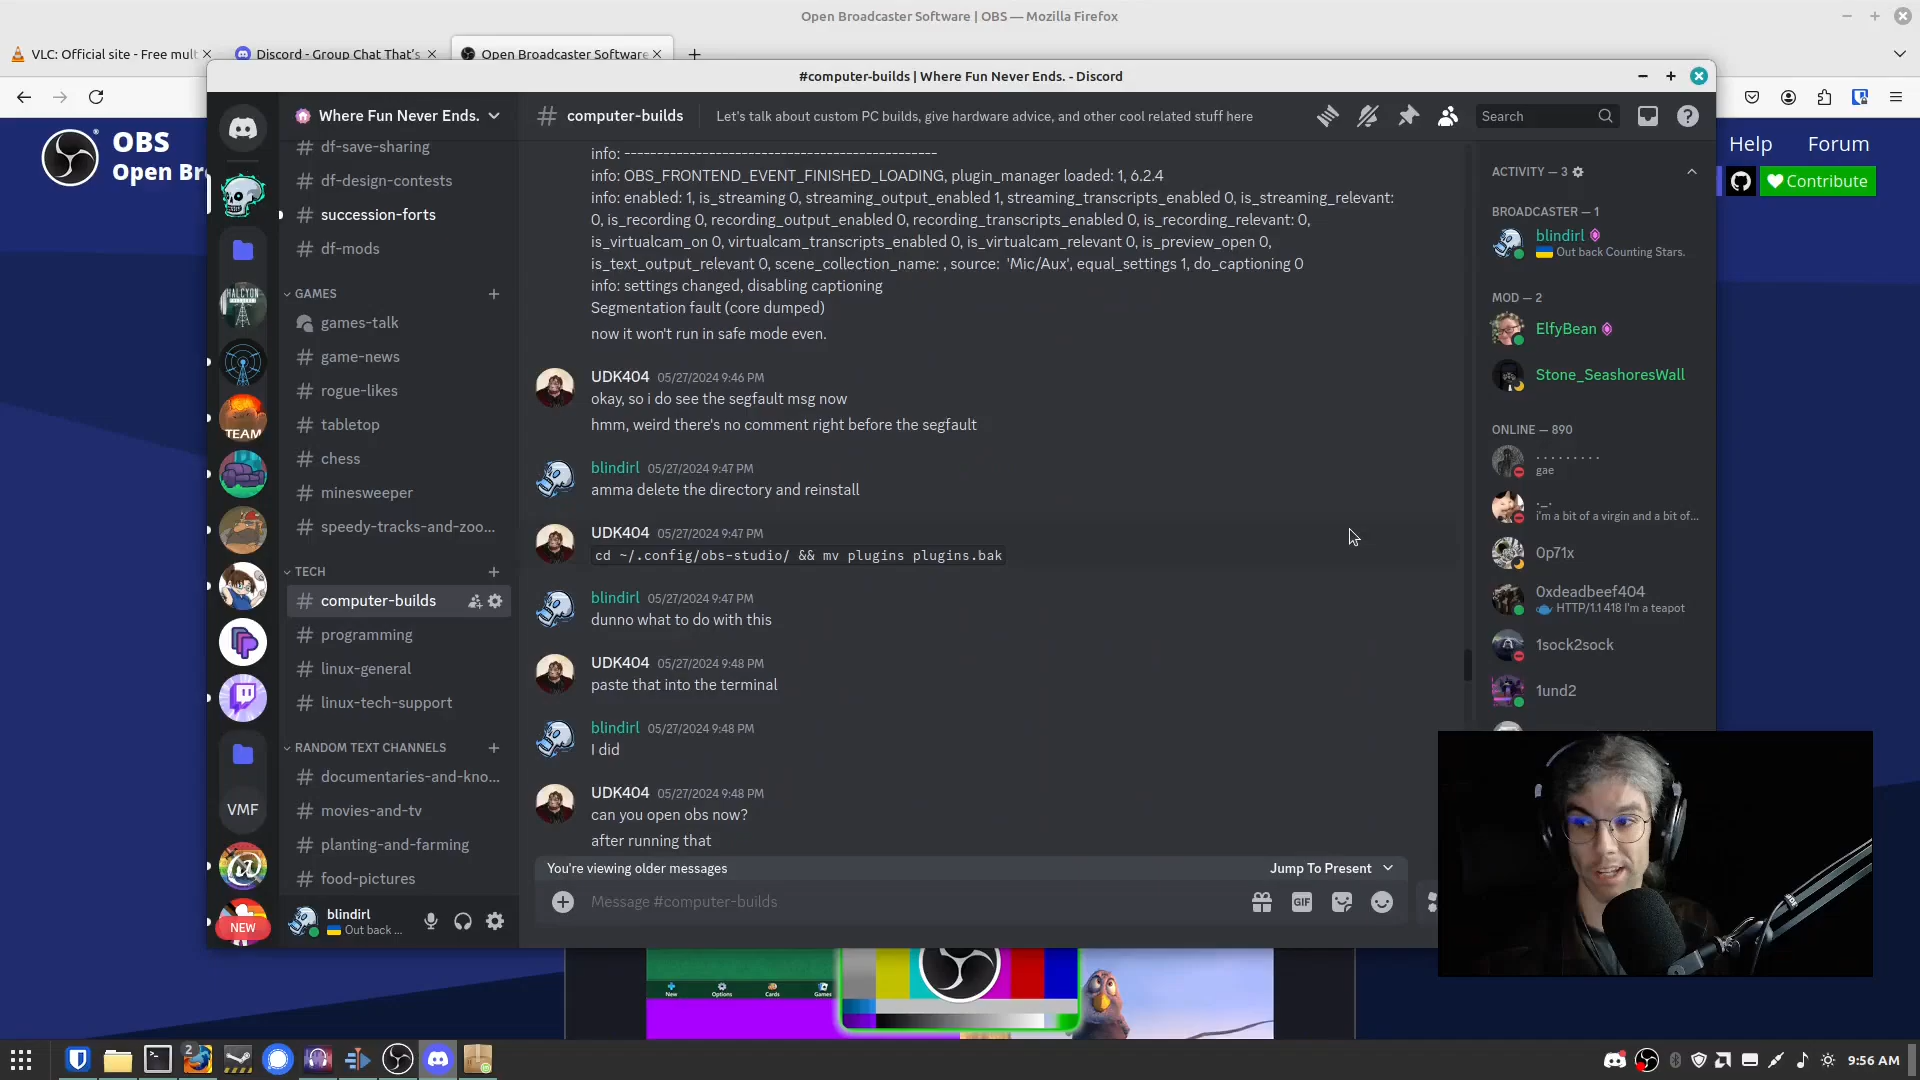 Open Broadcaster Software | OBS — Mozilla Firefox
VLC: Official site - Free mult
Discord - Group Chat That's
Open Broadcaster Software
#computer-builds | Where Fun Never Ends. - Discord
OBS
Open Br
Help
Forum
Contribute
Where Fun Never Ends.
df-save-sharing
df-design-contests
succession-forts
df-mods
GAMES
games-talk
game-news
rogue-likes
tabletop
chess
minesweeper
speedy-tracks-and-zoo...
TECH
computer-builds
programming
linux-general
linux-tech-support
RANDOM TEXT CHANNELS
documentaries-and-kno...
movies-and-tv
planting-and-farming
food-pictures
blindirl
Out back ...
HALCYON
TEAM
VMF
NEW
computer-builds
Let's talk about custom PC builds, give hardware advice, and other cool related stuff here
Search
info: ------------------------------------------------
info: OBS_FRONTEND_EVENT_FINISHED_LOADING, plugin_manager loaded: 1, 6.2.4
info: enabled: 1, is_streaming 0, streaming_output_enabled 1, streaming_transcripts_enabled 0, is_streaming_relevant:
0, is_recording 0, recording_output_enabled 0, recording_transcripts_enabled 0, is_recording_relevant: 0,
is_virtualcam_on 0, virtualcam_transcripts_enabled 0, is_virtualcam_relevant 0, is_preview_open 0,
is_text_output_relevant 0, scene_collection_name: , source: 'Mic/Aux', equal_settings 1, do_captioning 0
info: settings changed, disabling captioning
Segmentation fault (core dumped)
now it won't run in safe mode even.
UDK404 05/27/2024 9:46 PM
okay, so i do see the segfault msg now
hmm, weird there's no comment right before the segfault
blindirl 05/27/2024 9:47 PM
amma delete the directory and reinstall
UDK404 05/27/2024 9:47 PM
cd ~/.config/obs-studio/ && mv plugins plugins.bak
blindirl 05/27/2024 9:47 PM
dunno what to do with this
UDK404 05/27/2024 9:48 PM
paste that into the terminal
blindirl 05/27/2024 9:48 PM
I did
UDK404 05/27/2024 9:48 PM
can you open obs now?
after running that
You're viewing older messages
Jump To Present
Message #computer-builds
GIF
ACTIVITY — 3
BROADCASTER — 1
blindirl
Out back Counting Stars.
MOD — 2
ElfyBean
Stone_SeashoresWall
ONLINE — 890
. . . . . . . . .
gae
._.
i'm a bit of a virgin and a bit of...
0p71x
0xdeadbeef404
HTTP/1.1 418 I'm a teapot
1sock2sock
1und2
New
Options
Cards
Games
2
9:56 AM